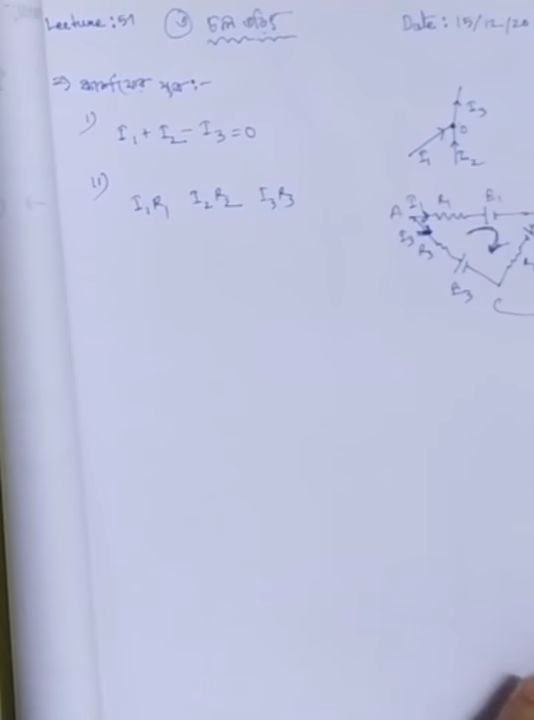 Lecture: 51 ৩ চল তড়িৎ Date: 15/12/20
⇒ কার্শফের সূত্র:-
i) I₁ + I₂ - I₃ = 0
I₃
O
I₁ I₂
ii) I₁R₁ I₂R₂ I₃R₃
A I₁ R₁ E₁
I₃ R₃
E₃